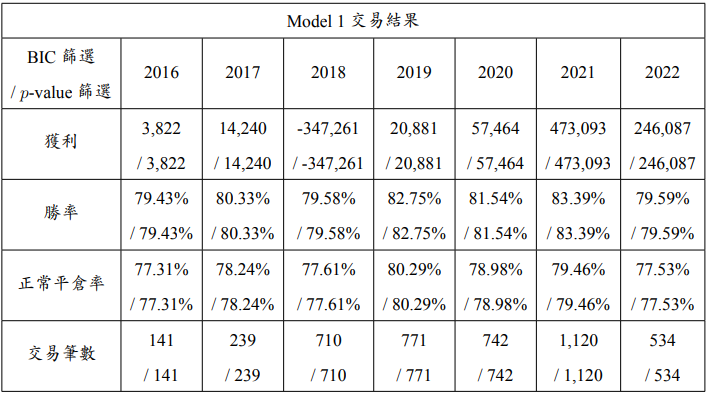 Model 1 交易結果
BIC 篩選 2016 2017 2018 2019 2020 2021 2022
/ p-value 篩選
獲利 3,822 14,240 -347,261 20,881 57,464 473,093 246,087
/ 3,822 / 14,240 / -347,261 / 20,881 / 57,464 / 473,093 / 246,087
勝率 79.43% 80.33% 79.58% 82.75% 81.54% 83.39% 79.59%
/ 79.43% / 80.33% / 79.58% / 82.75% / 81.54% / 83.39% / 79.59%
正常平倉率 77.31% 78.24% 77.61% 80.29% 78.98% 79.46% 77.53%
/ 77.31% / 78.24% / 77.61% / 80.29% / 78.98% / 79.46% / 77.53%
交易筆數 141 239 710 771 742 1,120 534
/ 141 / 239 / 710 / 771 / 742 / 1,120 / 534